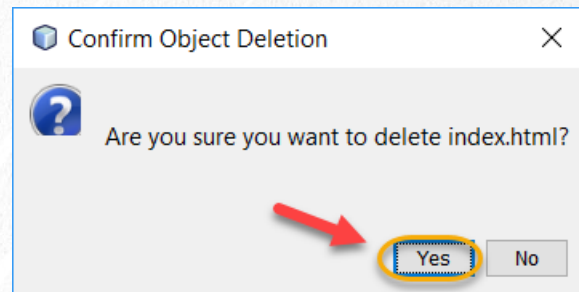 Confirm Object Deletion
Are you sure you want to delete index.html?
Yes No